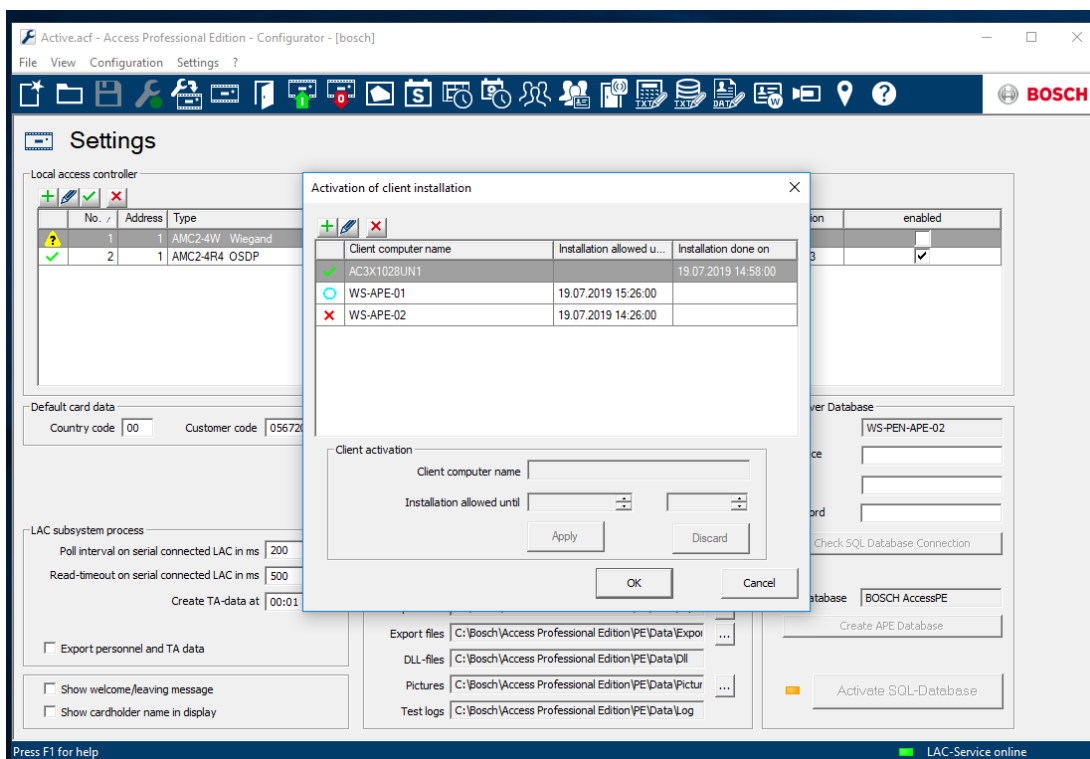 Active.acf - Access Professional Edition - Configurator - [bosch]
File View Configuration Settings ?
BOSCH
Settings
Local access controller
No. / Address Type
enabled
1 1 AMC2-4W Wiegand
2 1 AMC2-4R4 OSDP
Activation of client installation
Client computer name Installation allowed u... Installation done on
AC3X1028UN1 19.07.2019 14:58:00
WS-APE-01 19.07.2019 15:26:00
WS-APE-02 19.07.2019 14:26:00
Client activation
Client computer name
Installation allowed until
Apply Discard
OK Cancel
Default card data
Country code 00 Customer code 05672
WS-PEN-APE-02
Check SQL Database Connection
BOSCH AccessPE
Create APE Database
Activate SQL-Database
LAC subsystem process
Poll interval on serial connected LAC in ms 200
Read-timeout on serial connected LAC in ms 500
Create TA-data at 00:01
Export personnel and TA data
Show welcome/leaving message
Show cardholder name in display
Export files C:\Bosch\Access Professional Edition\PE\Data\Expor ...
DLL-files C:\Bosch\Access Professional Edition\PE\Data\Dll
Pictures C:\Bosch\Access Professional Edition\PE\Data\Pictur ...
Test logs C:\Bosch\Access Professional Edition\PE\Data\Log
Press F1 for help LAC-Service online